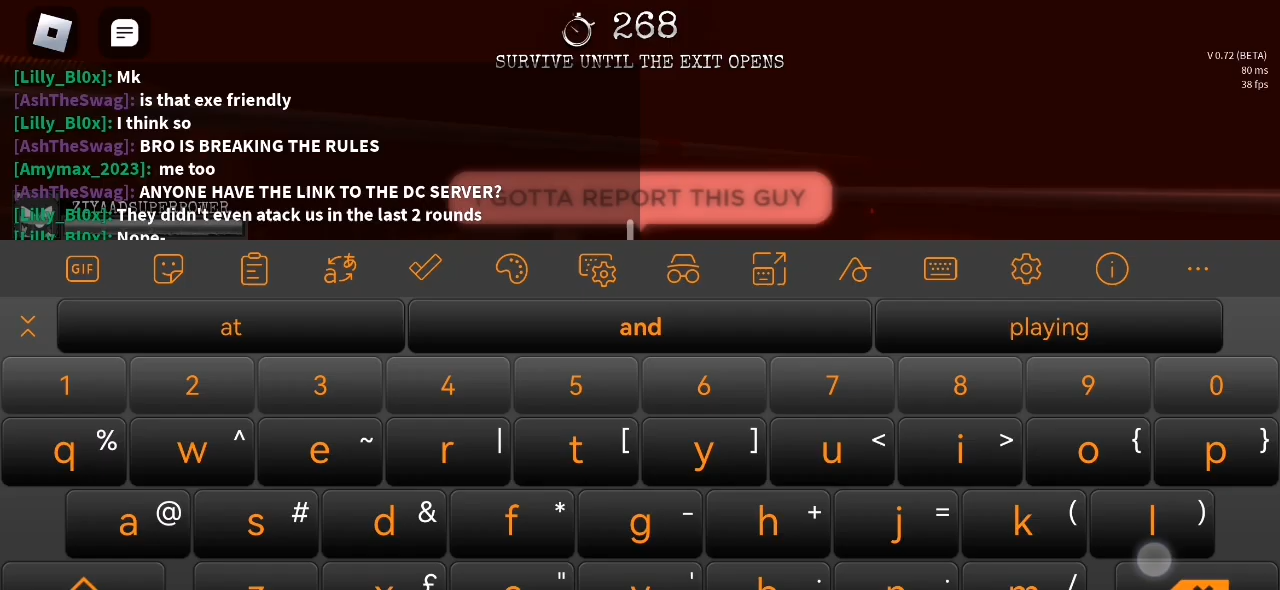 268
SURVIVE UNTIL THE EXIT OPENS
V 0.72 (BETA)
80 ms
38 fps
[Lilly_Bl0x]: Mk
[AshTheSwag]: is that exe friendly
[Lilly_Bl0x]: I think so
[AshTheSwag]: BRO IS BREAKING THE RULES
[Amymax_2023]: me too
[AshTheSwag]: ANYONE HAVE THE LINK TO THE DC SERVER?
GOTTA REPORT THIS GUY
ZIYAADSUPERPOWER
[Lilly_Bl0x]: They didn't even atack us in the last 2 rounds
[Lilly_Bl0x]: Nope-
GIF
at and playing
1 2 3 4 5 6 7 8 9 0
q % w ^ e ~ r | t [ y ] u < i > o { p }
a @ s # d & f * g - h + j = k ( l )
z x £ c " v ' b n m /